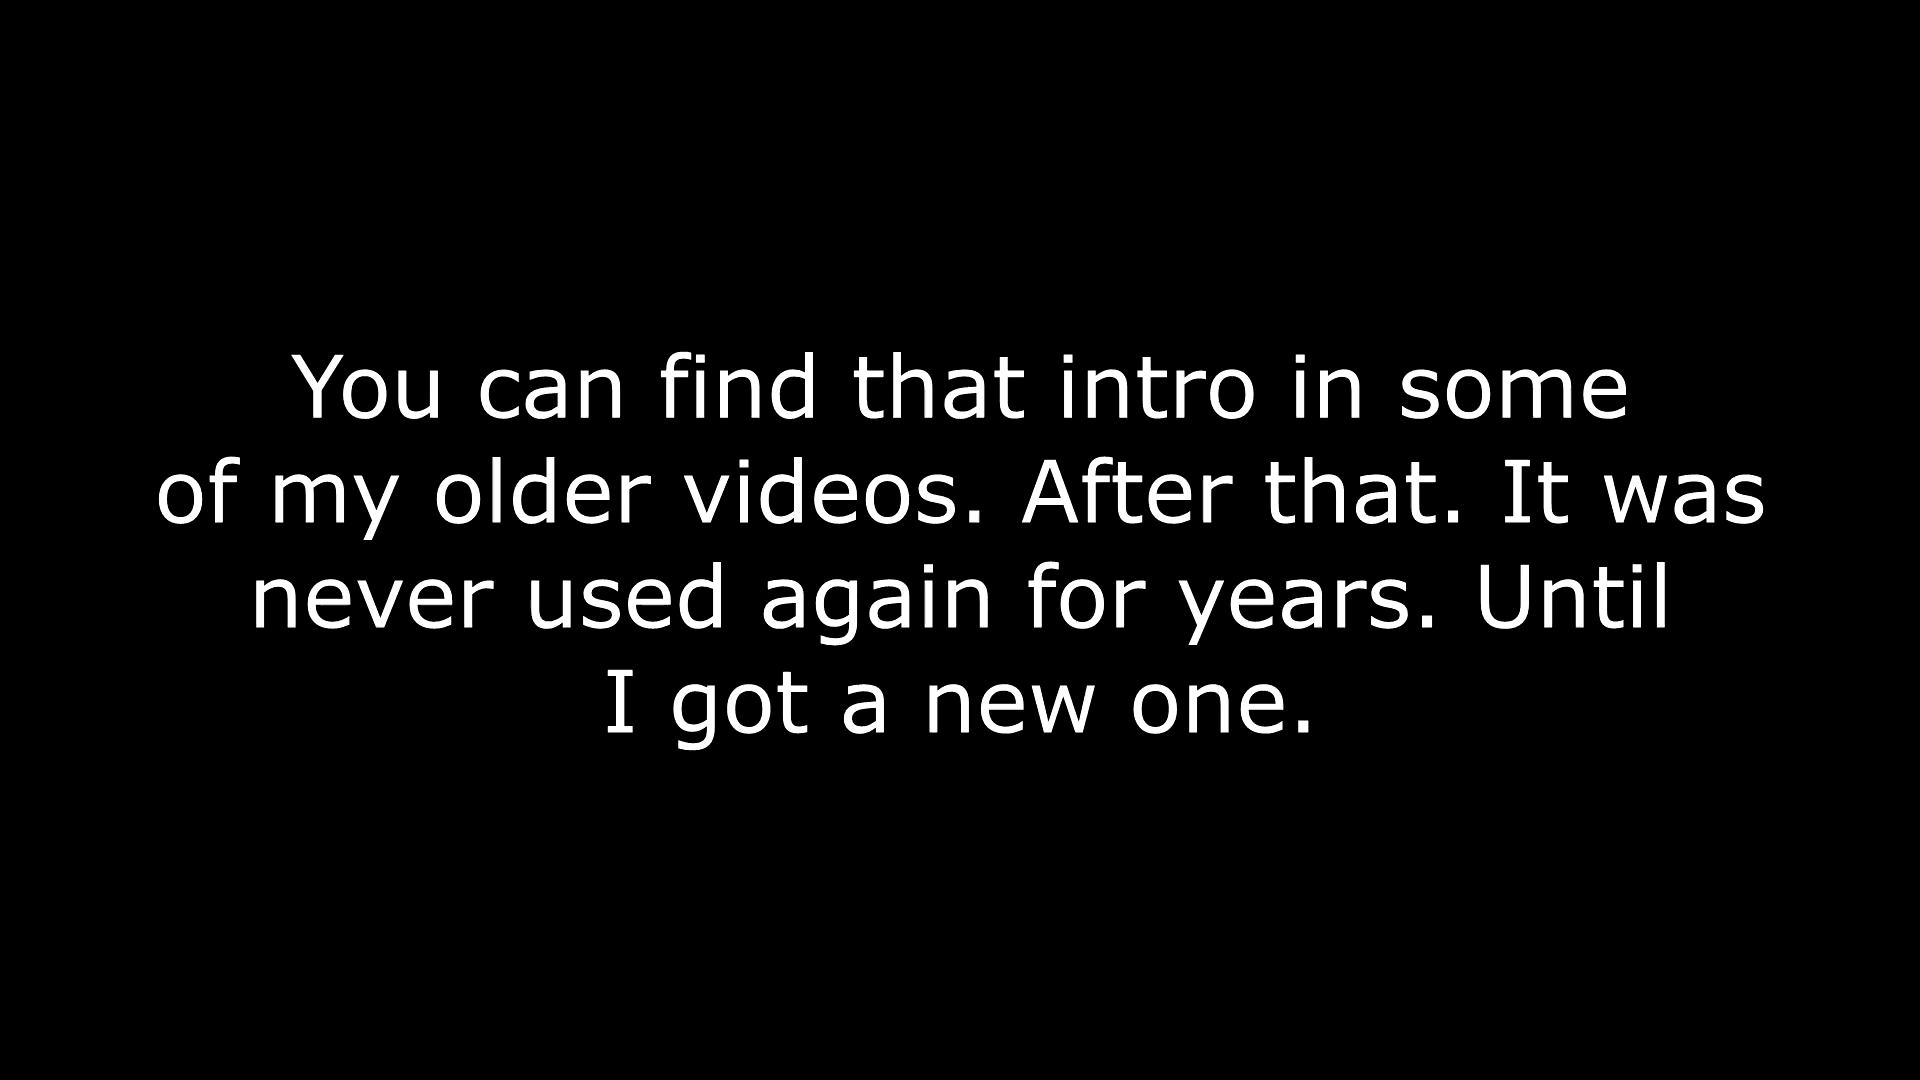 You can find that intro in some
of my older videos. After that. It was
never used again for years. Until
I got a new one.